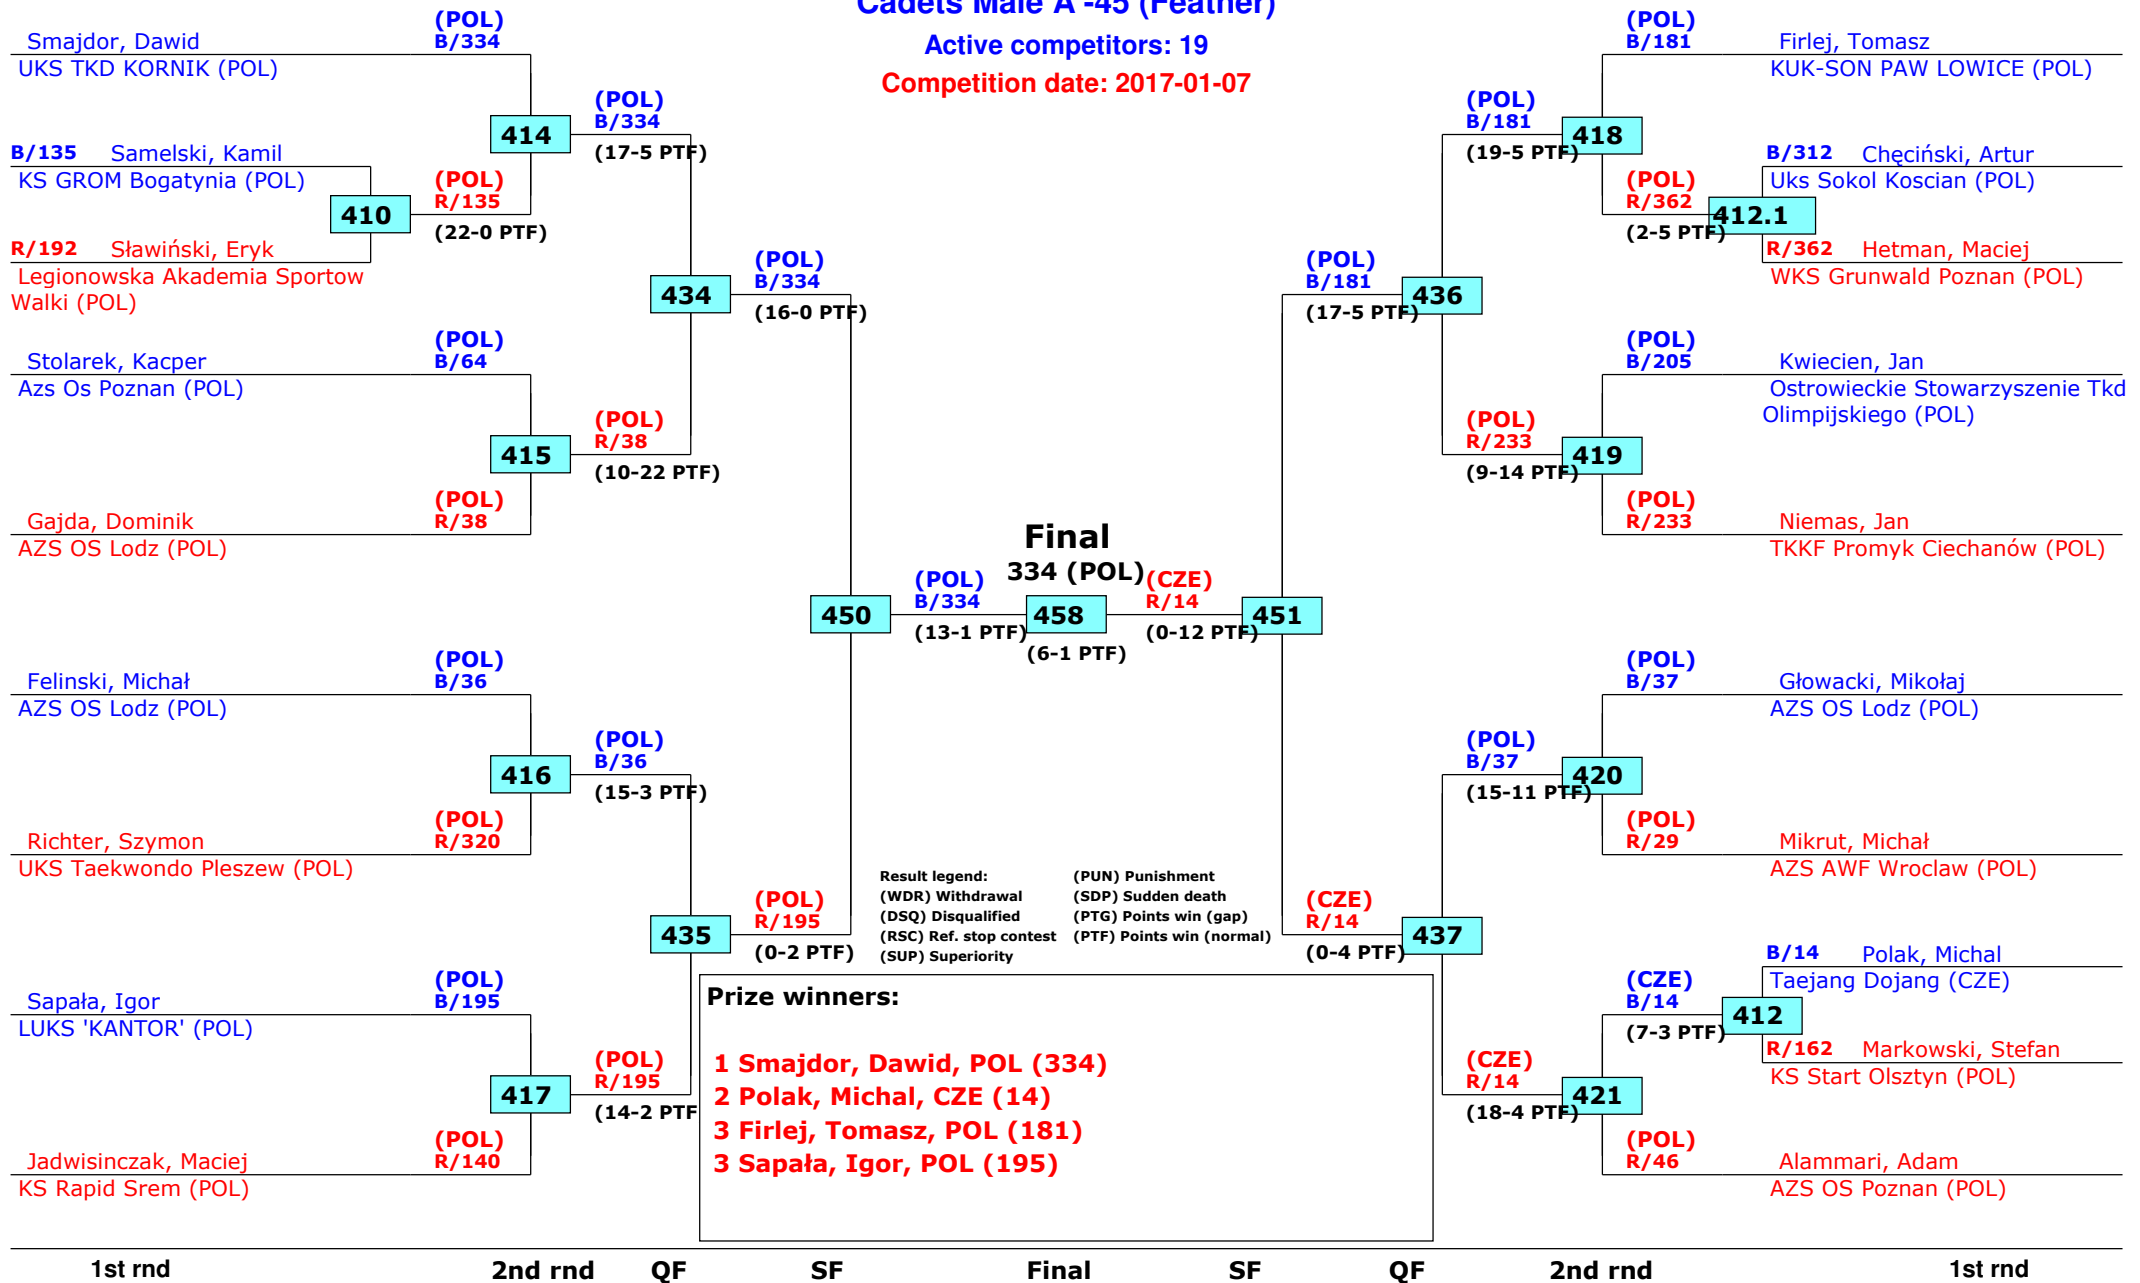 Cadets Male A -45 (Feather)
Active competitors: 19
Competition date: 2017-01-07
(POL)
B/334
Smajdor, Dawid
UKS TKD KORNIK (POL)
414
(POL)
B/334
(17-5 PTF)
B/135 Samelski, Kamil
KS GROM Bogatynia (POL)
410
(POL)
R/135
(22-0 PTF)
R/192 Sławiński, Eryk
Legionowska Akademia Sportow
Walki (POL)
434
(POL)
B/334
(16-0 PTF)
(POL)
B/64
Stolarek, Kacper
Azs Os Poznan (POL)
415
(POL)
R/38
(10-22 PTF)
(POL)
R/38
Gajda, Dominik
AZS OS Lodz (POL)
450
(POL)
B/334
(13-1 PTF)
(POL)
B/36
Felinski, Michał
AZS OS Lodz (POL)
416
(POL)
B/36
(15-3 PTF)
(POL)
R/320
Richter, Szymon
UKS Taekwondo Pleszew (POL)
435
(POL)
R/195
(0-2 PTF)
(POL)
B/195
Sapała, Igor
LUKS 'KANTOR' (POL)
417
(POL)
R/195
(14-2 PTF
(POL)
R/140
Jadwisinczak, Maciej
KS Rapid Srem (POL)
Final
334 (POL)
458
(6-1 PTF)
(CZE)
R/14
(0-12 PTF)
451
(POL)
B/181
Firlej, Tomasz
KUK-SON PAW LOWICE (POL)
(POL)
B/181
(19-5 PTF)
418
B/312 Chęciński, Artur
Uks Sokol Koscian (POL)
(POL)
R/362
(2-5 PTF)
412.1
R/362 Hetman, Maciej
WKS Grunwald Poznan (POL)
(POL)
B/181
(17-5 PTF)
436
(POL)
B/205
Kwiecien, Jan
Ostrowieckie Stowarzyszenie Tkd
Olimpijskiego (POL)
(POL)
R/233
(9-14 PTF)
419
(POL)
R/233
Niemas, Jan
TKKF Promyk Ciechanów (POL)
(POL)
B/37
Głowacki, Mikołaj
AZS OS Lodz (POL)
(POL)
B/37
(15-11 PTF)
420
(POL)
R/29
Mikrut, Michał
AZS AWF Wroclaw (POL)
(CZE)
R/14
(0-4 PTF)
437
B/14 Polak, Michal
Taejang Dojang (CZE)
(CZE)
B/14
(7-3 PTF)
412
R/162 Markowski, Stefan
KS Start Olsztyn (POL)
(CZE)
R/14
(18-4 PTF)
421
(POL)
R/46
Alammari, Adam
AZS OS Poznan (POL)
Result legend: (PUN) Punishment
(WDR) Withdrawal (SDP) Sudden death
(DSQ) Disqualified (PTG) Points win (gap)
(RSC) Ref. stop contest (PTF) Points win (normal)
(SUP) Superiority
Prize winners:
1 Smajdor, Dawid, POL (334)
2 Polak, Michal, CZE (14)
3 Firlej, Tomasz, POL (181)
3 Sapała, Igor, POL (195)
1st rnd 2nd rnd QF SF Final SF QF 2nd rnd 1st rnd